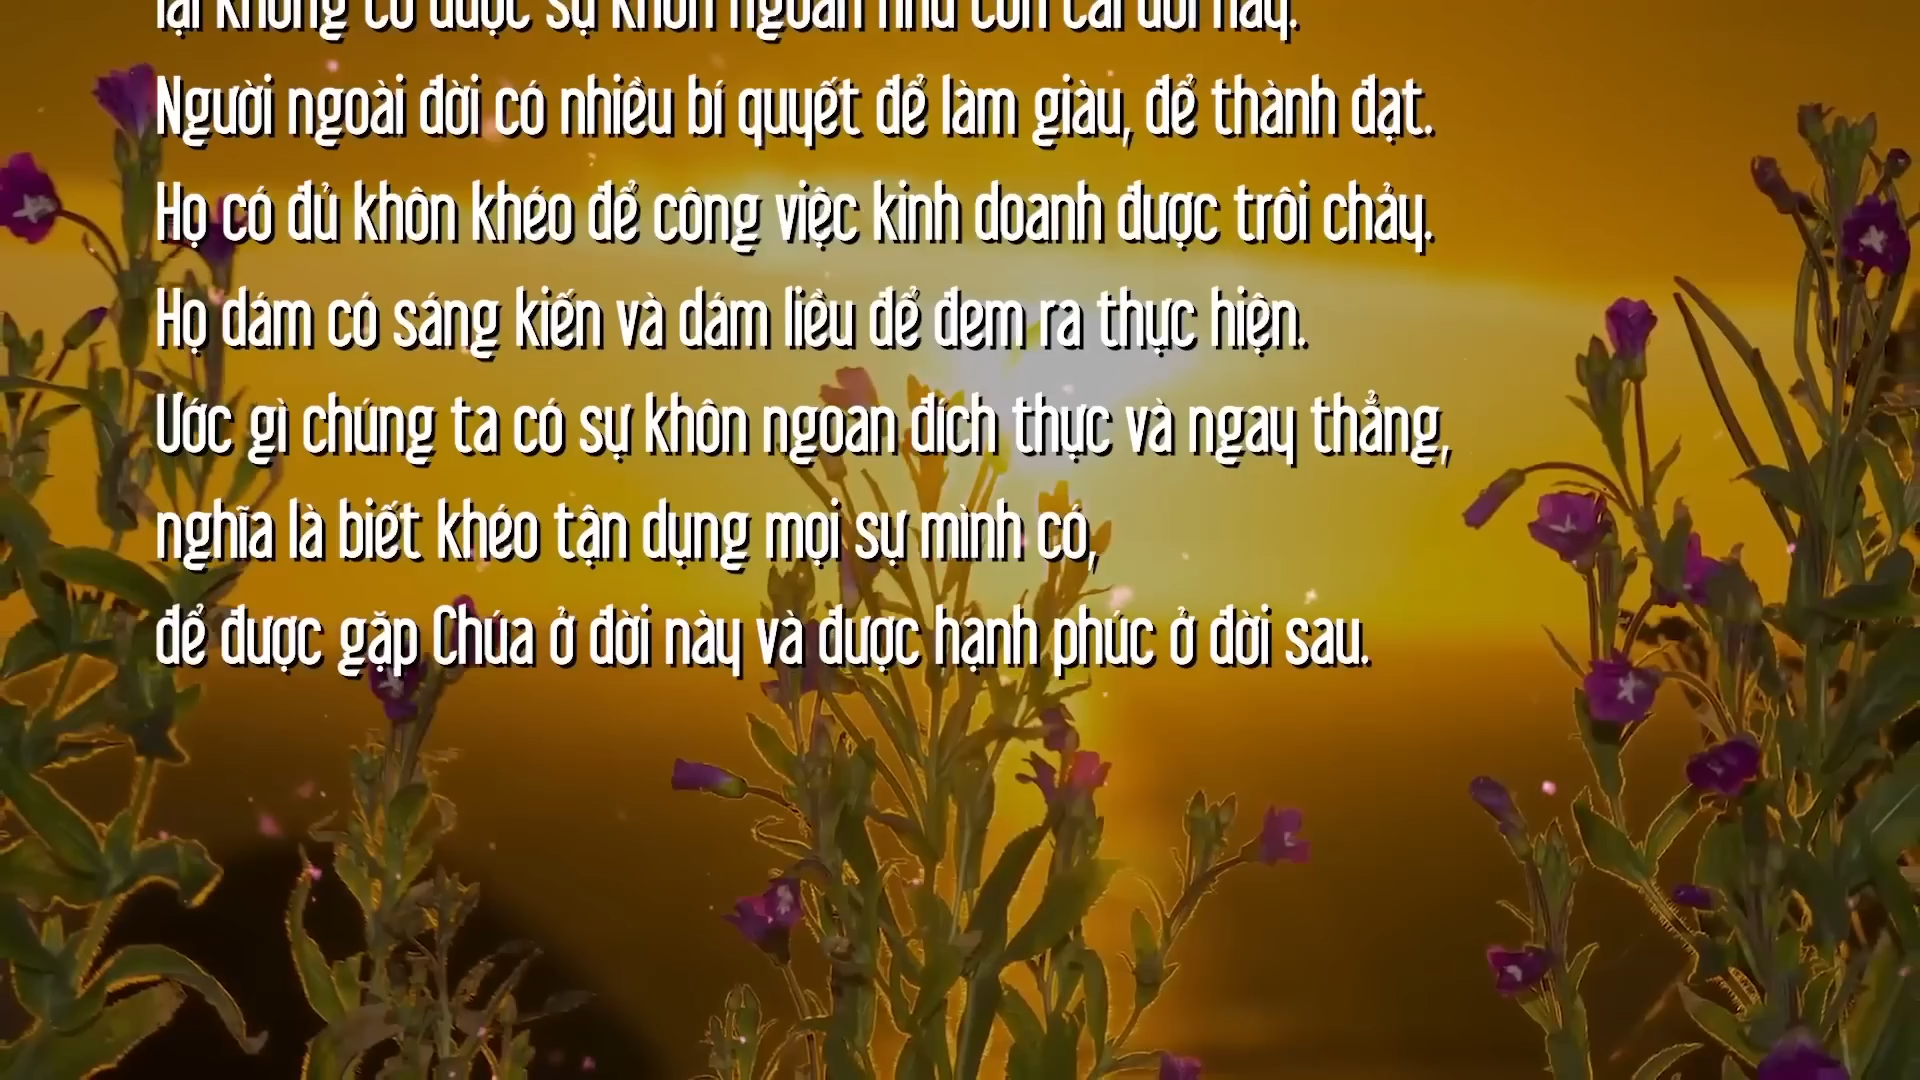 lại không có được sự khôn ngoan như con cái đời này.
Người ngoài đời có nhiều bí quyết để làm giàu, để thành đạt.
Họ có đủ khôn khéo để công việc kinh doanh được trôi chảy.
Họ dám có sáng kiến và dám liều để đem ra thực hiện.
Ước gì chúng ta có sự khôn ngoan đích thực và ngay thẳng,
nghĩa là biết khéo tận dụng mọi sự mình có,
để được gặp Chúa ở đời này và được hạnh phúc ở đời sau.